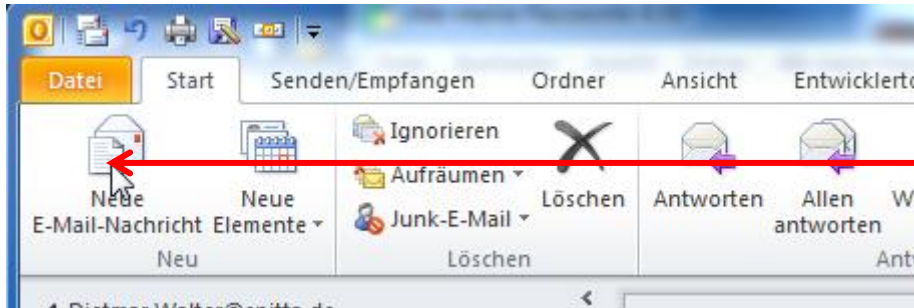 Datei Start Senden/Empfangen Ordner Ansicht
Ignorieren
Aufräumen
Junk-E-Mail
Neue
E-Mail-Nachricht
Neue
Elemente
Löschen
Antworten
Allen
antworten
Neu
Löschen